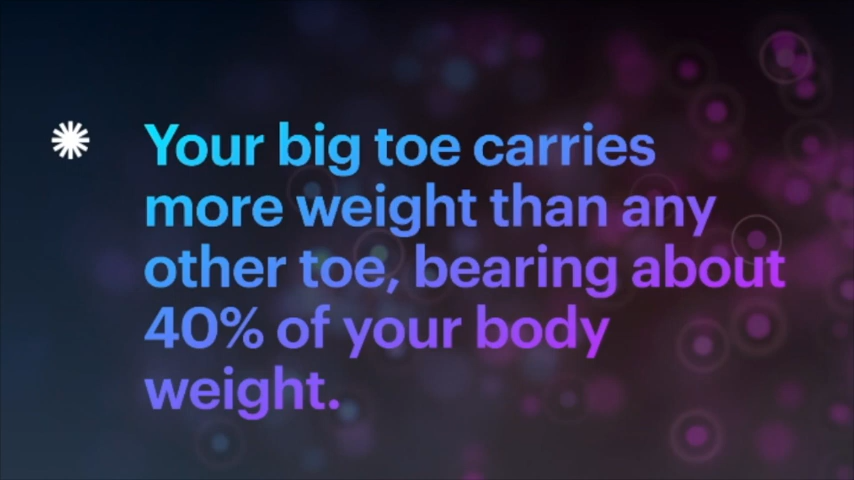 Your big toe carries
more weight than any
other toe, bearing about
40% of your body
weight.